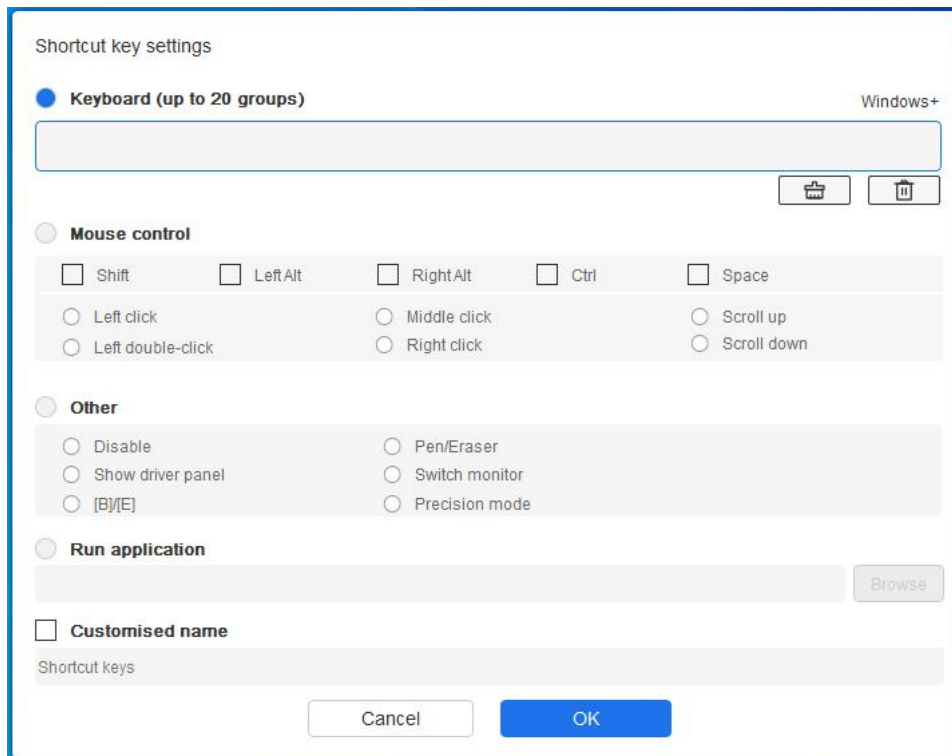 Shortcut key settings
Keyboard (up to 20 groups)
Windows+
Mouse control
Shift Left Alt Right Alt Ctrl Space
Left click Middle click Scroll up
Left double-click Right click Scroll down
Other
Disable Pen/Eraser
Show driver panel Switch monitor
[B]/[E] Precision mode
Run application
Browse
Customised name
Shortcut keys
Cancel OK